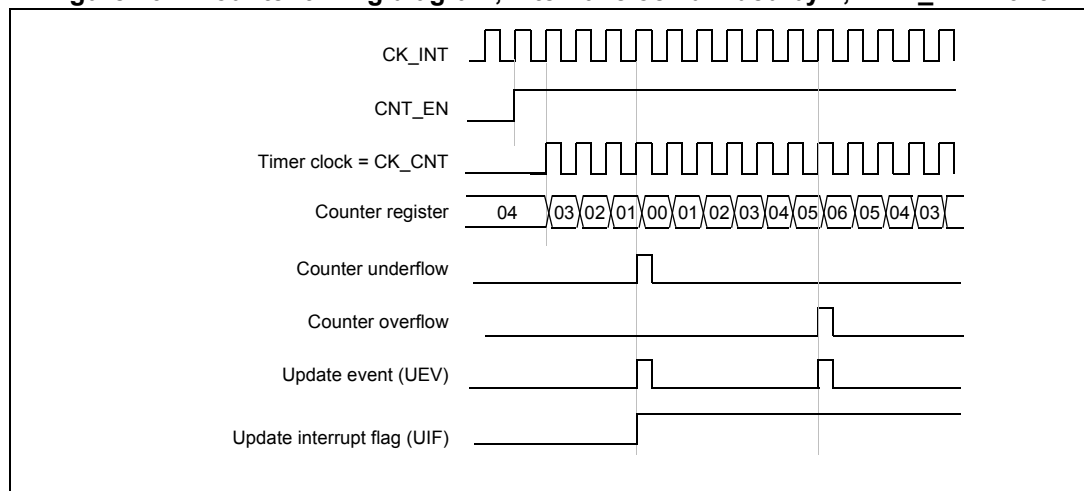 CK_INT
CNT_EN
Timer clock = CK_CNT
Counter register 04 03 02 01 00 01 02 03 04 05 06 05 04 03
Counter underflow
Counter overflow
Update event (UEV)
Update interrupt flag (UIF)